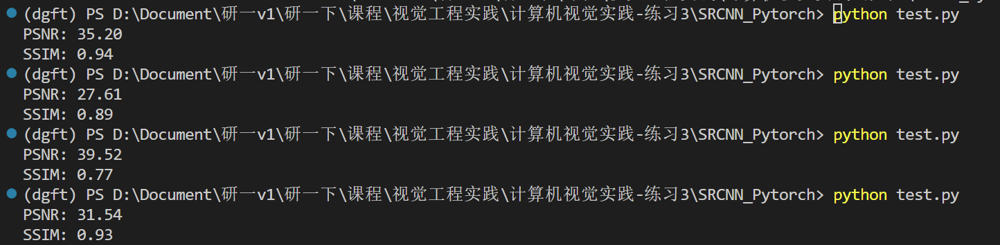 (dgft) PS D:\Document\研一v1\研一下\课程\视觉工程实践\计算机视觉实践-练习3\SRCNN_Pytorch> python test.py
PSNR: 35.20
SSIM: 0.94
(dgft) PS D:\Document\研一v1\研一下\课程\视觉工程实践\计算机视觉实践-练习3\SRCNN_Pytorch> python test.py
PSNR: 27.61
SSIM: 0.89
(dgft) PS D:\Document\研一v1\研一下\课程\视觉工程实践\计算机视觉实践-练习3\SRCNN_Pytorch> python test.py
PSNR: 39.52
SSIM: 0.77
(dgft) PS D:\Document\研一v1\研一下\课程\视觉工程实践\计算机视觉实践-练习3\SRCNN_Pytorch> python test.py
PSNR: 31.54
SSIM: 0.93